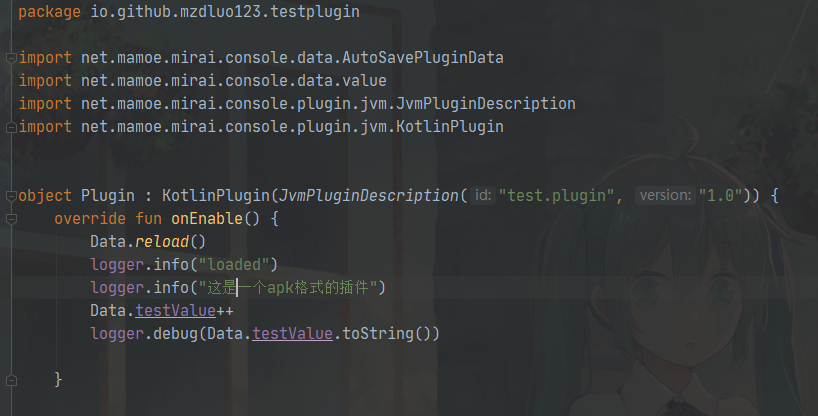 package io.github.mzdluo123.testplugin
import net.mamoe.mirai.console.data.AutoSavePluginData
import net.mamoe.mirai.console.data.value
import net.mamoe.mirai.console.plugin.jvm.JvmPluginDescription
import net.mamoe.mirai.console.plugin.jvm.KotlinPlugin
object Plugin : KotlinPlugin(JvmPluginDescription( id: "test.plugin", version: "1.0")) {
override fun onEnable() {
Data.reload()
logger.info("loaded")
logger.info("这是一个apk格式的插件")
Data.testValue++
logger.debug(Data.testValue.toString())
}